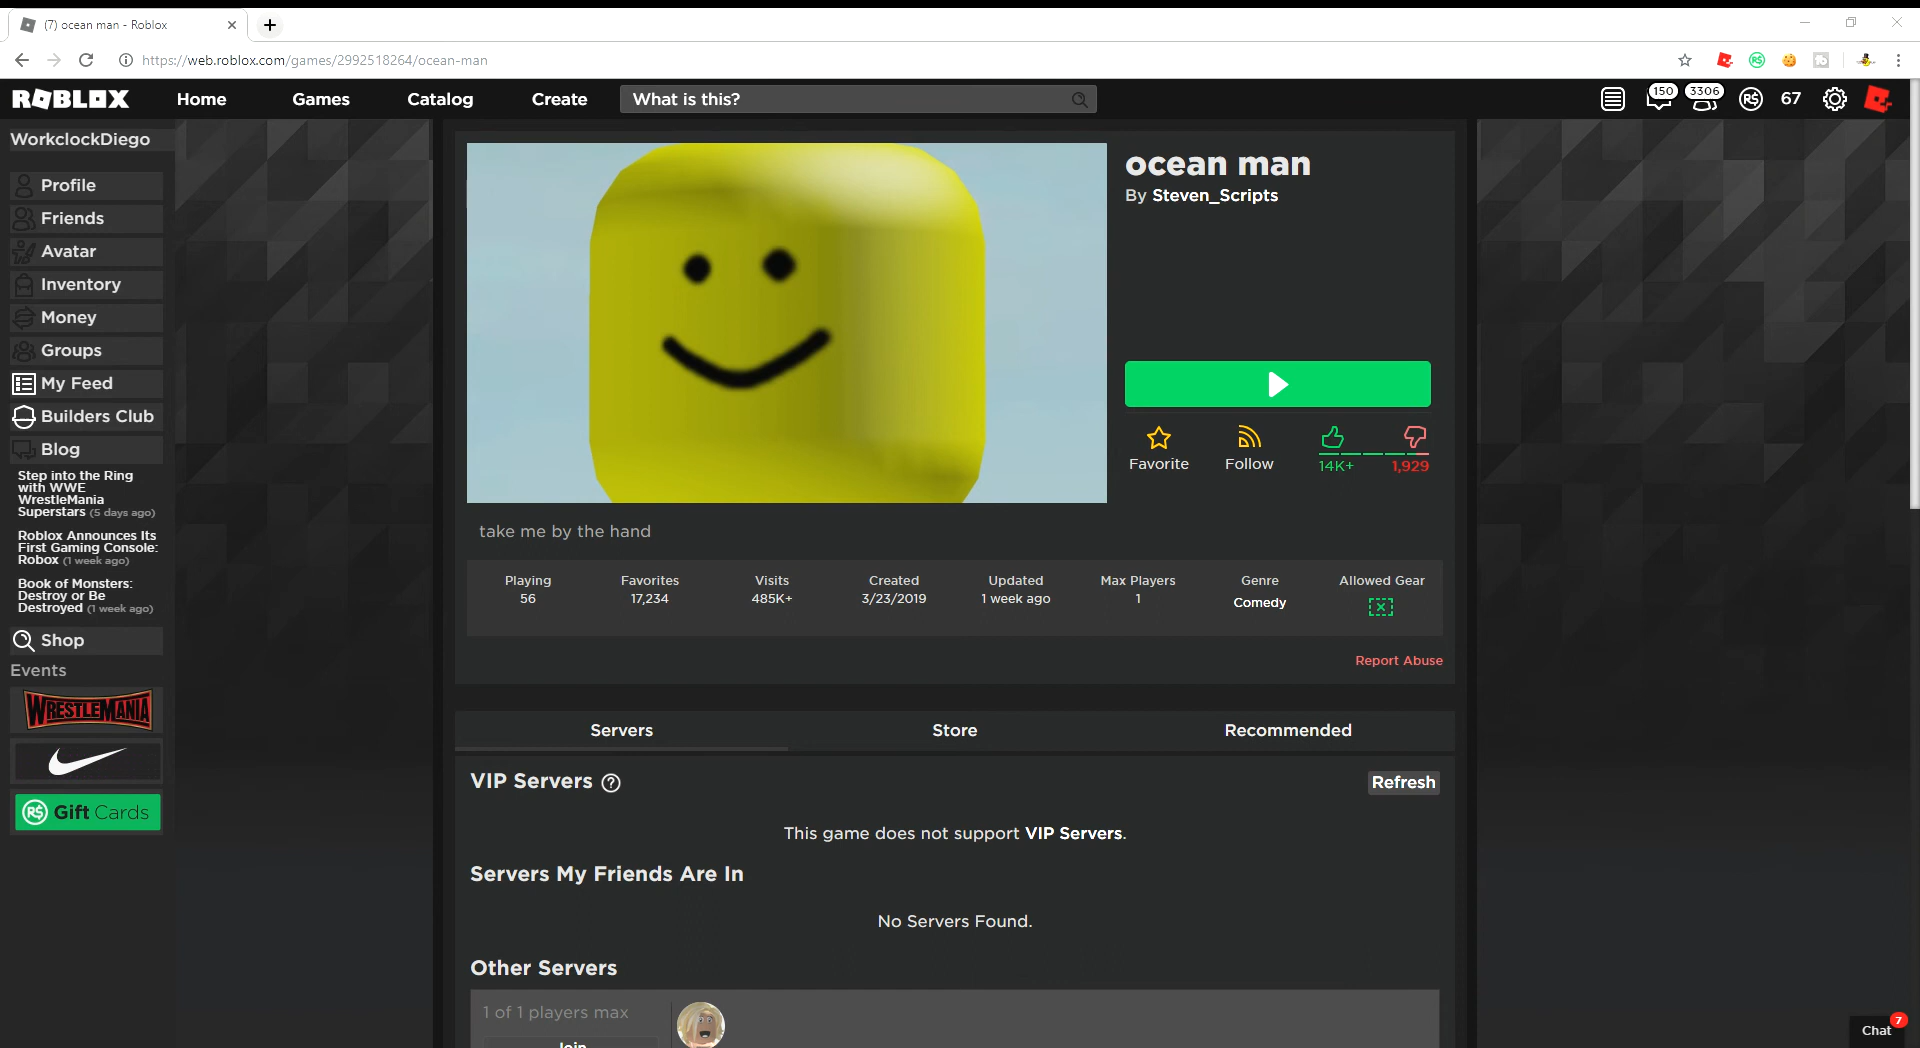 (7) ocean man - Roblox
https://web.roblox.com/games/2992518264/ocean-man
ROBLOX
Home
Games
Catalog
Create
What is this?
150
3306
R$
67
WorkclockDiego
Profile
Friends
Avatar
Inventory
Money
Groups
My Feed
Builders Club
Blog
Step into the Ring
with WWE
WrestleMania
Superstars (5 days ago)
Roblox Announces Its
First Gaming Console:
Robox (1 week ago)
Book of Monsters:
Destroy or Be
Destroyed (1 week ago)
Shop
Events
WRESTLEMANIA
R$ Gift Cards
ocean man
By Steven_Scripts
Favorite
Follow
14K+
1,929
take me by the hand
Playing
56
Favorites
17,234
Visits
485K+
Created
3/23/2019
Updated
1 week ago
Max Players
1
Genre
Comedy
Allowed Gear
Report Abuse
Servers
Store
Recommended
VIP Servers ?
Refresh
This game does not support VIP Servers.
Servers My Friends Are In
No Servers Found.
Other Servers
1 of 1 players max
Join
Chat
7